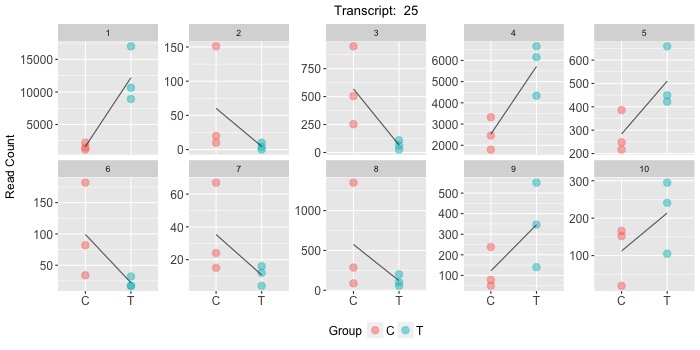 Transcript: 25
1 2 3 4 5
15000 10000 5000
150 100 50 0
750 500 250 0
6000 5000 4000 3000 2000
600 500 400 300 200
Read Count
6 7 8 9 10
150 100 50
60 40 20
1000 500 0
500 400 300 200 100
300 200 100
C T C T C T C T C T
Group C T